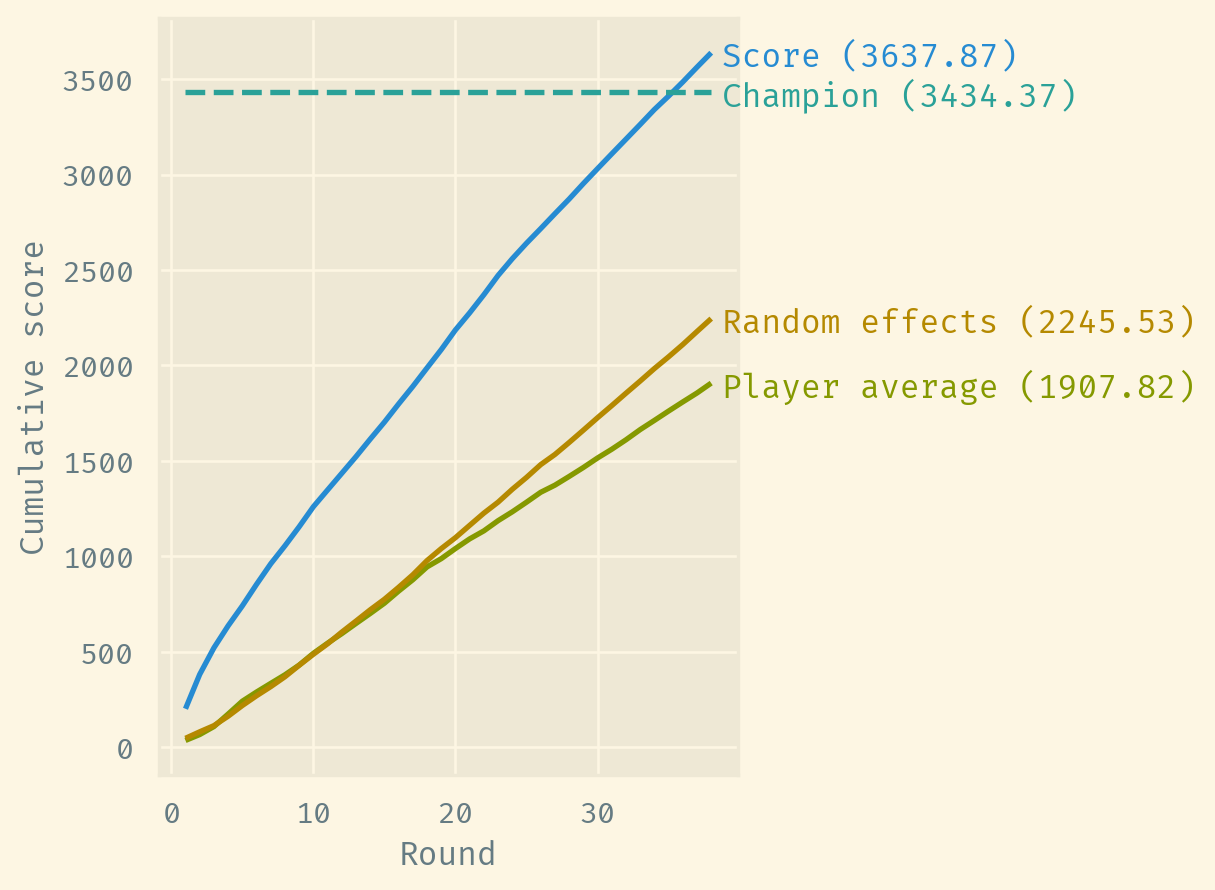 Score (3637.87)
3500
Champion (3434.37)
3000
2500
Random effects (2245.53)
2000
Player average (1907.82)
1500
1000
500
0
Cumulative score
0 10 20 30
Round